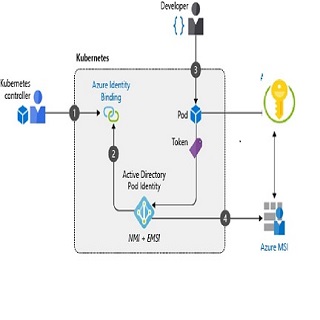 Developer
{}
Kubernetes
Kubernetes
controller
Azure Identity
Binding
1
2
3
Pod
Token
Active Directory
Pod Identity
4
NMI + EMSI
Azure MSI